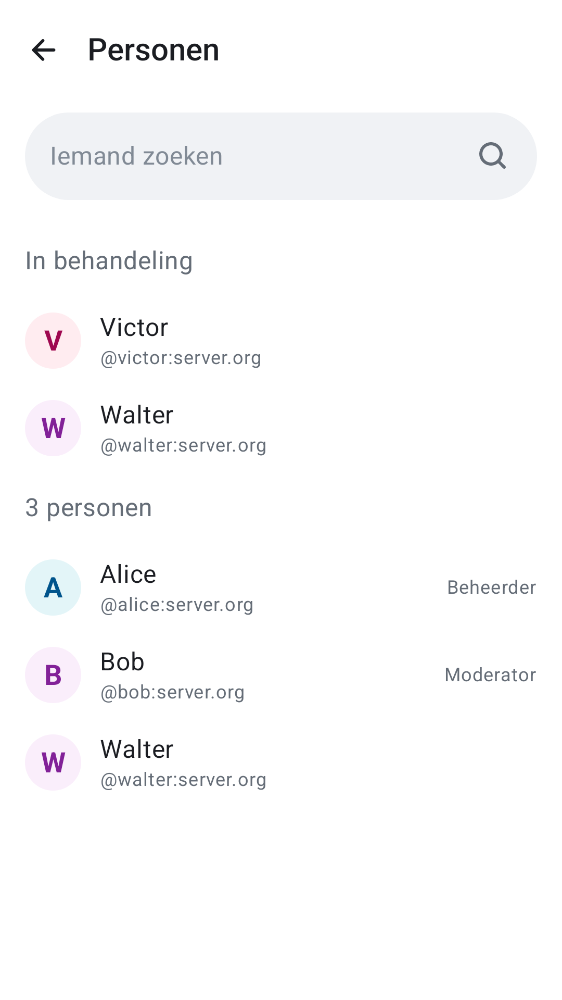 Personen
Iemand zoeken
In behandeling
V
Victor
@victor:server.org
W
Walter
@walter:server.org
3 personen
A
Alice
@alice:server.org
Beheerder
B
Bob
@bob:server.org
Moderator
W
Walter
@walter:server.org